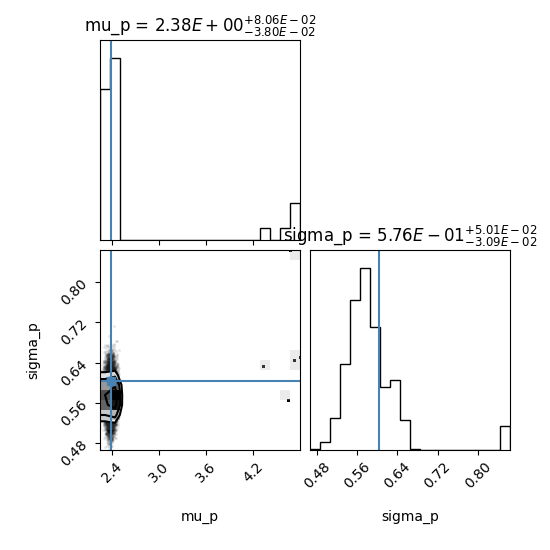 mu_p = 2.38E + 00 +8.06E − 02 −3.80E − 02
sigma_p = 5.76E − 01 +5.01E − 02 −3.09E − 02
0.80
0.72
0.64
0.56
0.48
sigma_p
2.4 3.0 3.6 4.2
0.48 0.56 0.64 0.72 0.80
mu_p
sigma_p